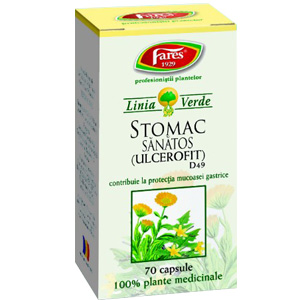 Fares
1929
profesioniştii plantelor
Linia Verde
STOMAC
SĂNĂTOS
(ULCEROFIT)
D49
contribuie la protecţia mucoasei gastrice
70 capsule
100% plante medicinale